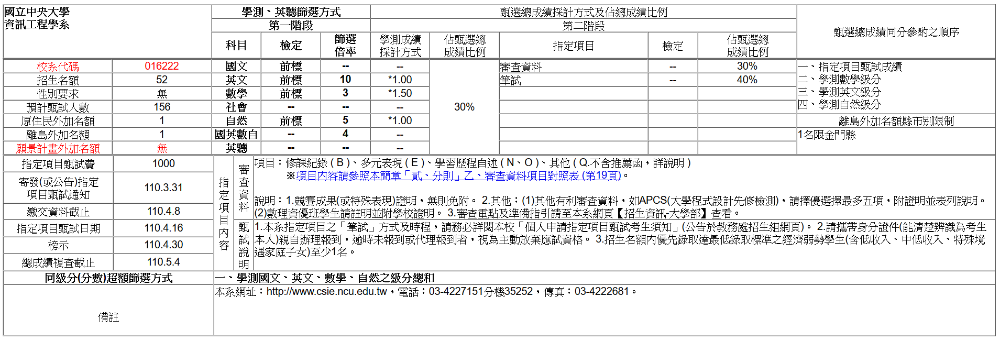 國立中央大學
資訊工程學系
學測、英聽篩選方式
甄選總成績採計方式及佔總成績比例
甄選總成績同分參酌之順序
第一階段
第二階段
科目
檢定
篩選
倍率
學測成績
採計方式
佔甄選總
成績比例
指定項目
檢定
佔甄選總
成績比例
校系代碼 016222 國文 前標 -- -- 審查資料 -- 30% 一、指定項目甄試成績
招生名額 52 英文 前標 10 *1.00 筆試 -- 40% 二、學測數學級分
性別要求 無 數學 前標 3 *1.50 三、學測英文級分
預計甄試人數 156 社會 -- -- -- 30% 四、學測自然級分
原住民外加名額 1 自然 前標 5 *1.00 離島外加名額縣市別限制
離島外加名額 1 國英數自 -- 4 -- 1名限金門縣
願景計畫外加名額 無 英聽 -- -- --
指定項目甄試費 1000
寄發(或公告)指定
項目甄試通知
110.3.31
繳交資料截止 110.4.8
指定項目甄試日期 110.4.16
榜示 110.4.30
總成績複查截止 110.5.4
指定項目內容
審查資料
項目：修課紀錄 ( B )、多元表現 ( E )、學習歷程自述 ( N、O )、其他 ( Q.不含推薦函，詳說明 )
※項目內容請參照本簡章「貳、分則」乙、審查資料項目對照表 (第19頁)。
說明：1.競賽成果(或特殊表現)證明，無則免附。 2.其他：(1)其他有利審查資料，如APCS(大學程式設計先修檢測)，請擇優選擇最多五項，附證明並表列說明。
(2)數理資優班學生請註明並附學校證明。 3.審查重點及準備指引請至本系網頁【招生資訊-大學部】查看。
甄試說明
1.本系指定項目之「筆試」方式及時程，請務必詳閱本校「個人申請指定項目甄試考生須知」(公告於教務處招生組網頁)。 2.請攜帶身分證件(能清楚辨識為考生
本人)親自辦理報到，逾時未報到或代理報到者，視為主動放棄應試資格。 3.招生名額內優先錄取達最低錄取標準之經濟弱勢學生(含低收入、中低收入、特殊境
遇家庭子女)至少1名。
同級分(分數)超額篩選方式 一、學測國文、英文、數學、自然之級分總和
備註
本系網址：http://www.csie.ncu.edu.tw，電話：03-4227151分機35252，傳真：03-4222681。